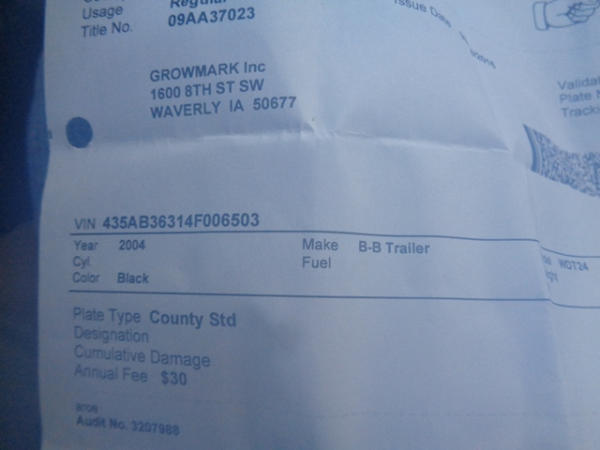 Usage Regular
Title No. 09AA37023
Issue Date
GROWMARK Inc
1600 8TH ST SW
WAVERLY IA 50677
Plate
VIN 435AB36314F006503
Year 2004 Make B-B Trailer
Cyl. Fuel
Color Black
Plate Type County Std
Designation
Cumulative Damage
Annual Fee $30
Audit No. 3207988